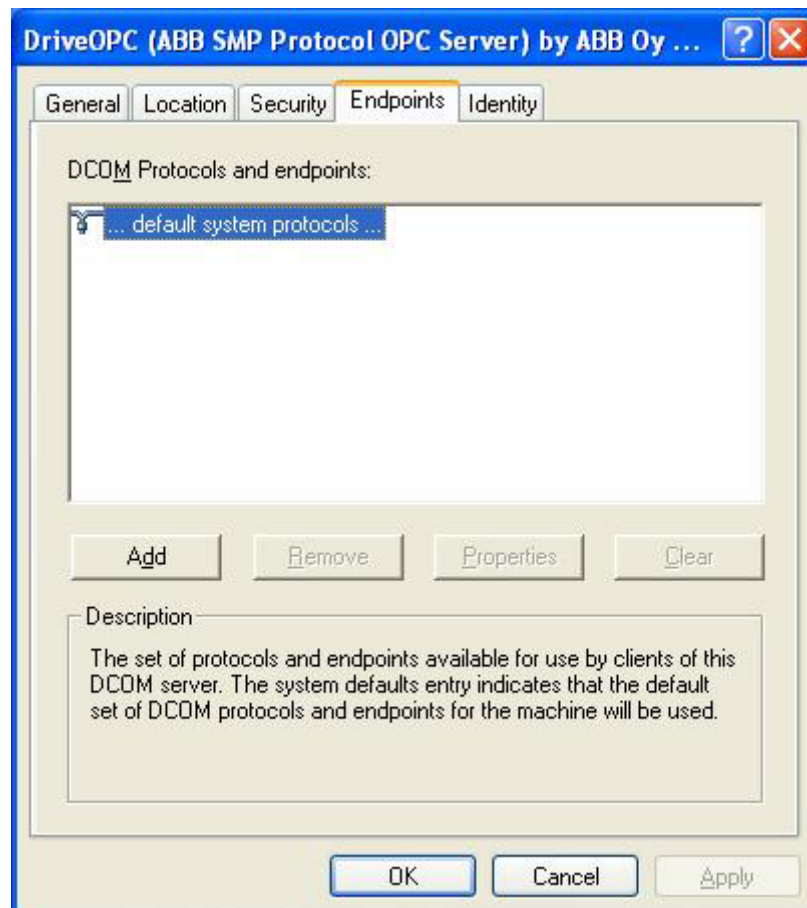 DriveOPC (ABB SMP Protocol OPC Server) by ABB Oy ...
General Location Security Endpoints Identity
DCOM Protocols and endpoints:
... default system protocols ...
Add Remove Properties Clear
Description
The set of protocols and endpoints available for use by clients of this
DCOM server. The system defaults entry indicates that the default
set of DCOM protocols and endpoints for the machine will be used.
OK Cancel Apply